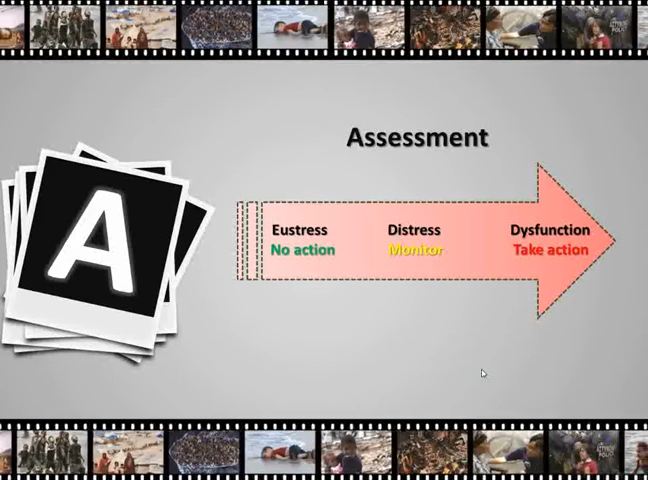 Assessment
A
Eustress Distress Dysfunction
No action Monitor Take action